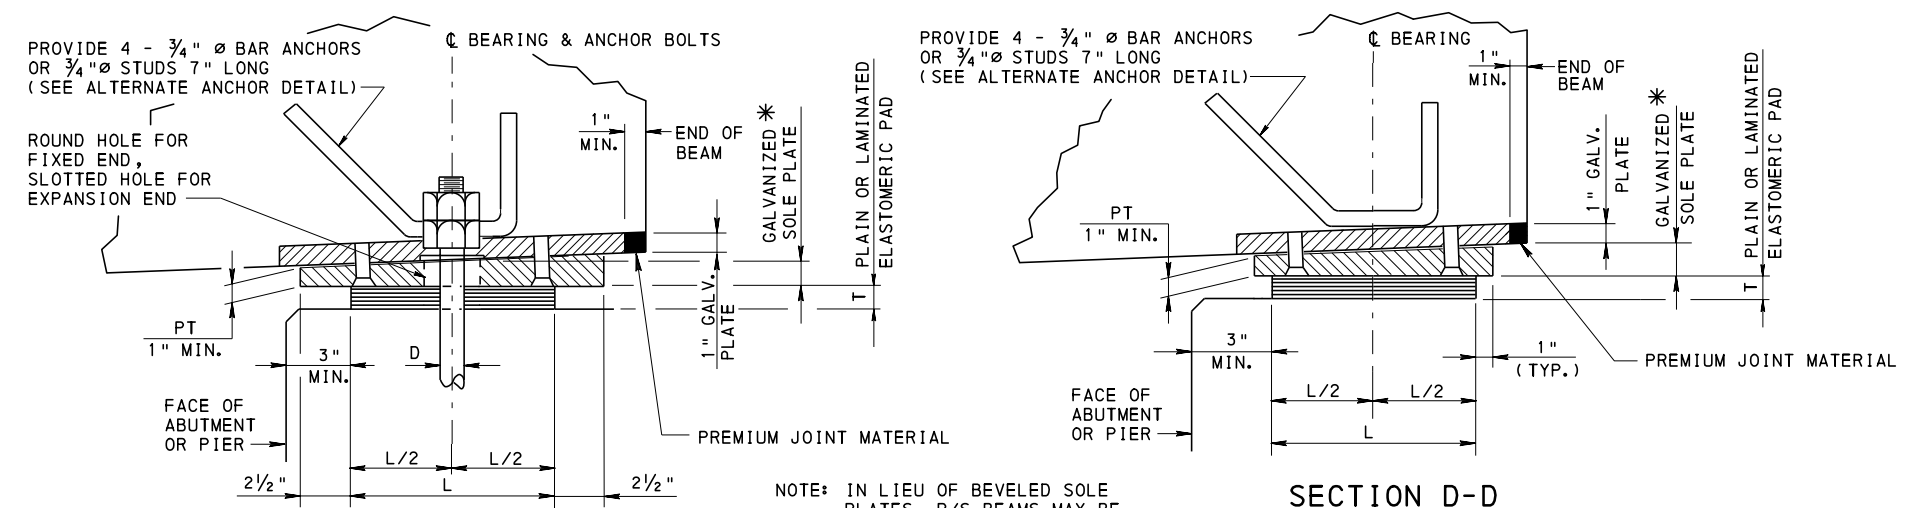 PROVIDE 4 - 3/4" Ø BAR ANCHORS
OR 3/4"Ø STUDS 7" LONG
(SEE ALTERNATE ANCHOR DETAIL)
℄ BEARING & ANCHOR BOLTS
ROUND HOLE FOR
FIXED END,
SLOTTED HOLE FOR
EXPANSION END
1"
MIN.
END OF
BEAM
GALVANIZED *
SOLE PLATE
PLAIN OR LAMINATED
ELASTOMERIC PAD
T
1" GALV.
PLATE
PT
1" MIN.
3"
MIN.
D
FACE OF
ABUTMENT
OR PIER
PREMIUM JOINT MATERIAL
L/2
L/2
2 1/2"
L
2 1/2"
NOTE: IN LIEU OF BEVELED SOLE
PROVIDE 4 - 3/4" Ø BAR ANCHORS
OR 3/4"Ø STUDS 7" LONG
(SEE ALTERNATE ANCHOR DETAIL)
℄ BEARING
1"
MIN.
END OF
BEAM
1" GALV.
PLATE
GALVANIZED *
SOLE PLATE
PLAIN OR LAMINATED
ELASTOMERIC PAD
T
PT
1" MIN.
3"
MIN.
1"
(TYP.)
PREMIUM JOINT MATERIAL
FACE OF
ABUTMENT
OR PIER
L/2
L/2
L
SECTION D-D